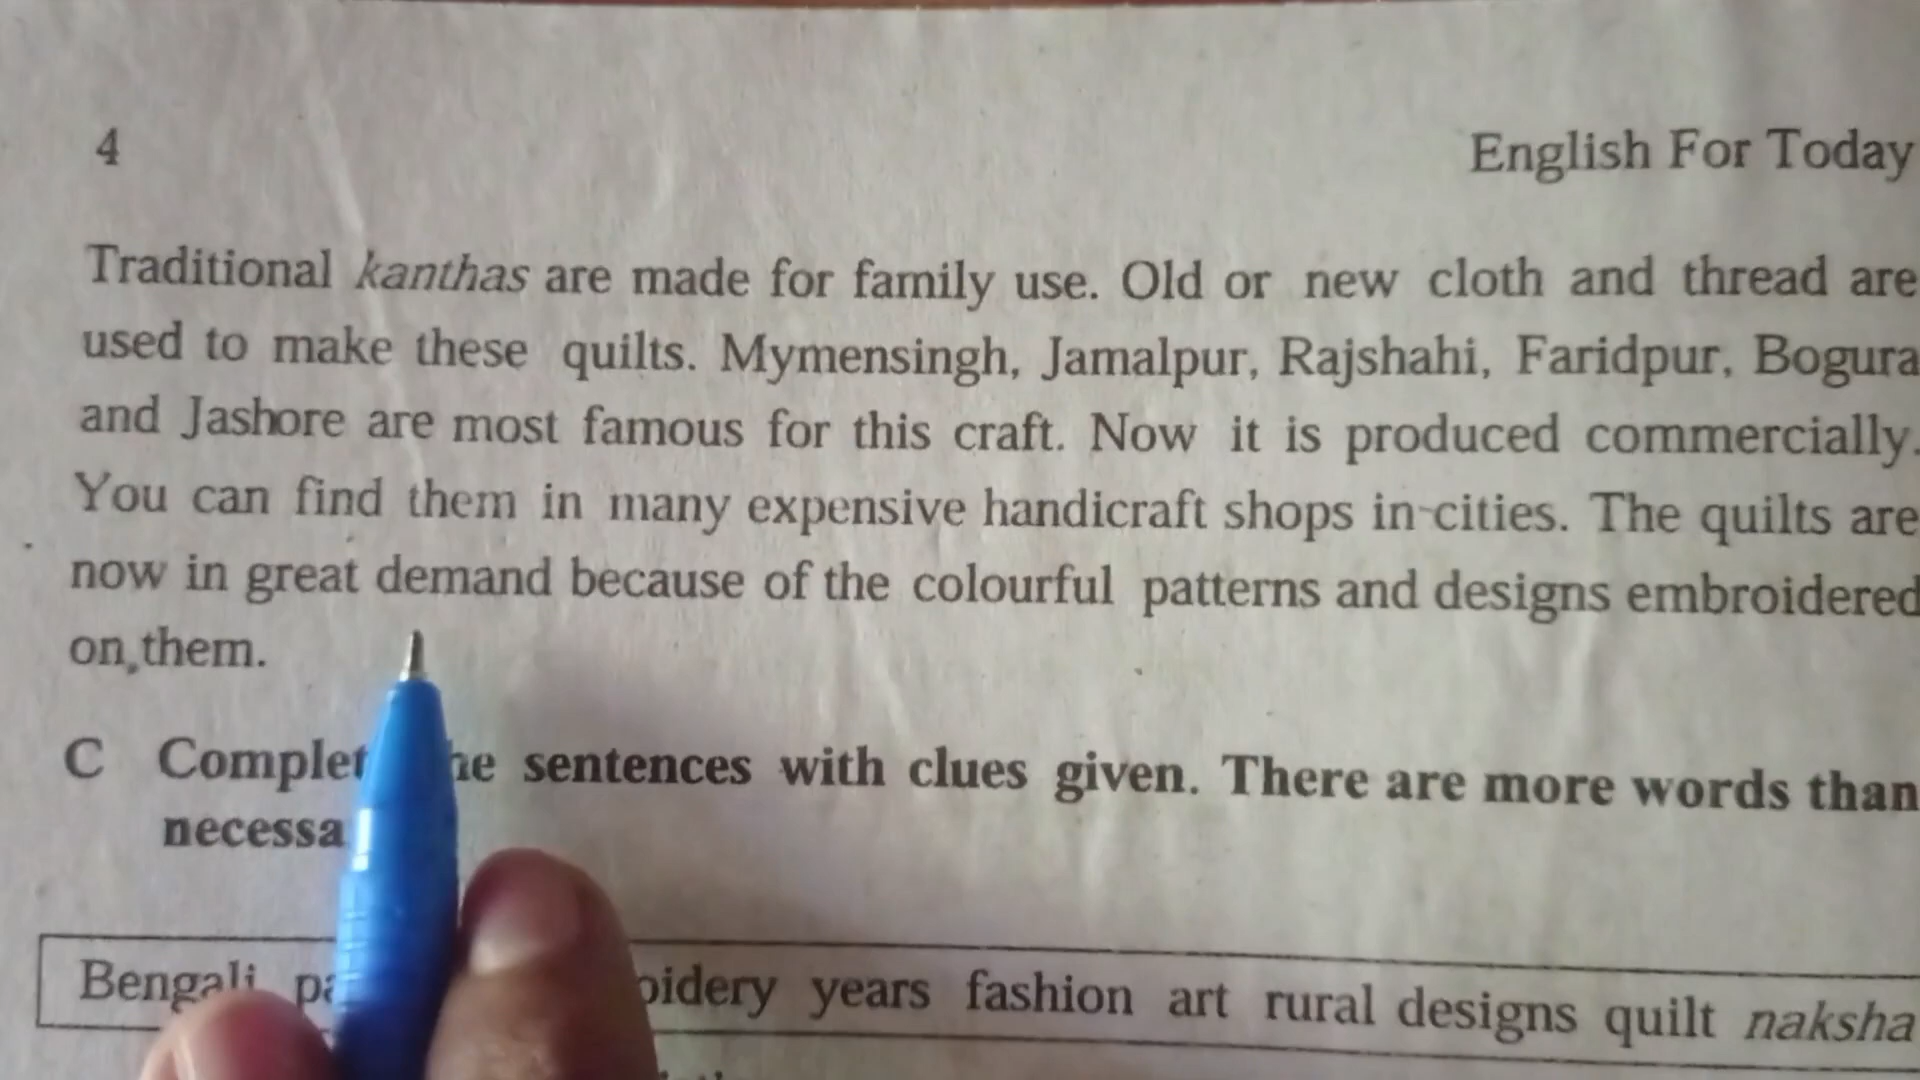 4
English For Today
Traditional kanthas are made for family use. Old or new cloth and thread are
used to make these quilts. Mymensingh, Jamalpur, Rajshahi, Faridpur, Bogura
and Jashore are most famous for this craft. Now it is produced commercially.
You can find them in many expensive handicraft shops in cities. The quilts are
now in great demand because of the colourful patterns and designs embroidered
on them.
C sentences with clues given. There are more words than
Bengali years fashion art rural designs quilt naksha